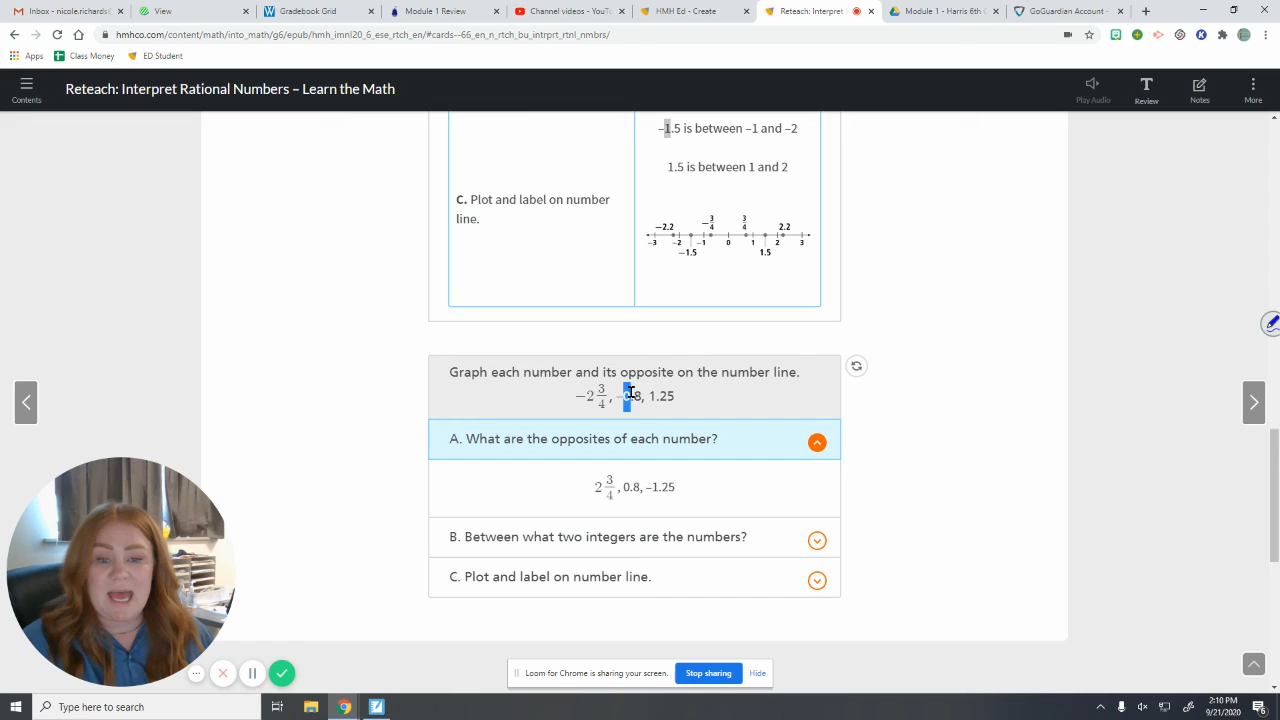 Inbox - nicole.richards@
View
Gradebook Grid
Module 1 Review
Channel videos - YouTu
HMH Ed - Create
Reteach: Interpret
Module 1 - Harris 6th C
GoGuardian Account -
hmhco.com/content/math/into_math/g6/epub/hmh_imnl20_6_ese_rtch_en/#cards--66_en_n_rtch_bu_intrprt_rtnl_nmbrs/
Apps
Class Money
ED Student
Contents
Reteach: Interpret Rational Numbers – Learn the Math
Play Audio
Review
Notes
More
–1.5 is between –1 and –2
1.5 is between 1 and 2
C. Plot and label on number
line.
−2.2 −3/4 3/4 2.2
−3 −2 −1 0 1 2 3
−1.5 1.5
Graph each number and its opposite on the number line.
−2 3/4, –0.8, 1.25
A. What are the opposites of each number?
2 3/4, 0.8, –1.25
B. Between what two integers are the numbers?
C. Plot and label on number line.
Loom for Chrome is sharing your screen.
Stop sharing
Hide
Type here to search
2:10 PM
9/21/2020